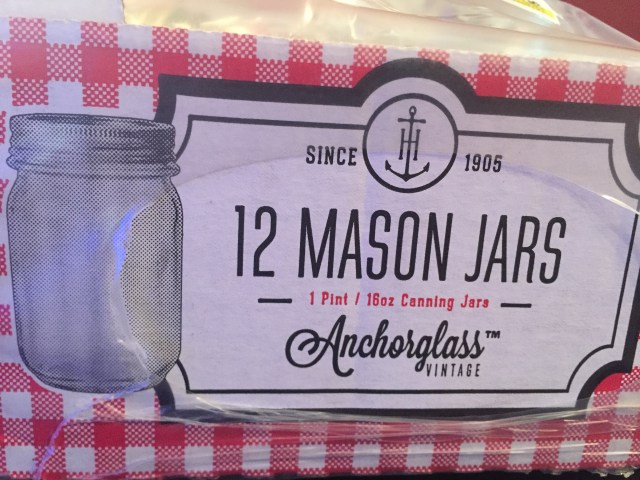 SINCE 1905
12 MASON JARS
1 Pint / 16oz Canning Jars
Anchorglass™
VINTAGE